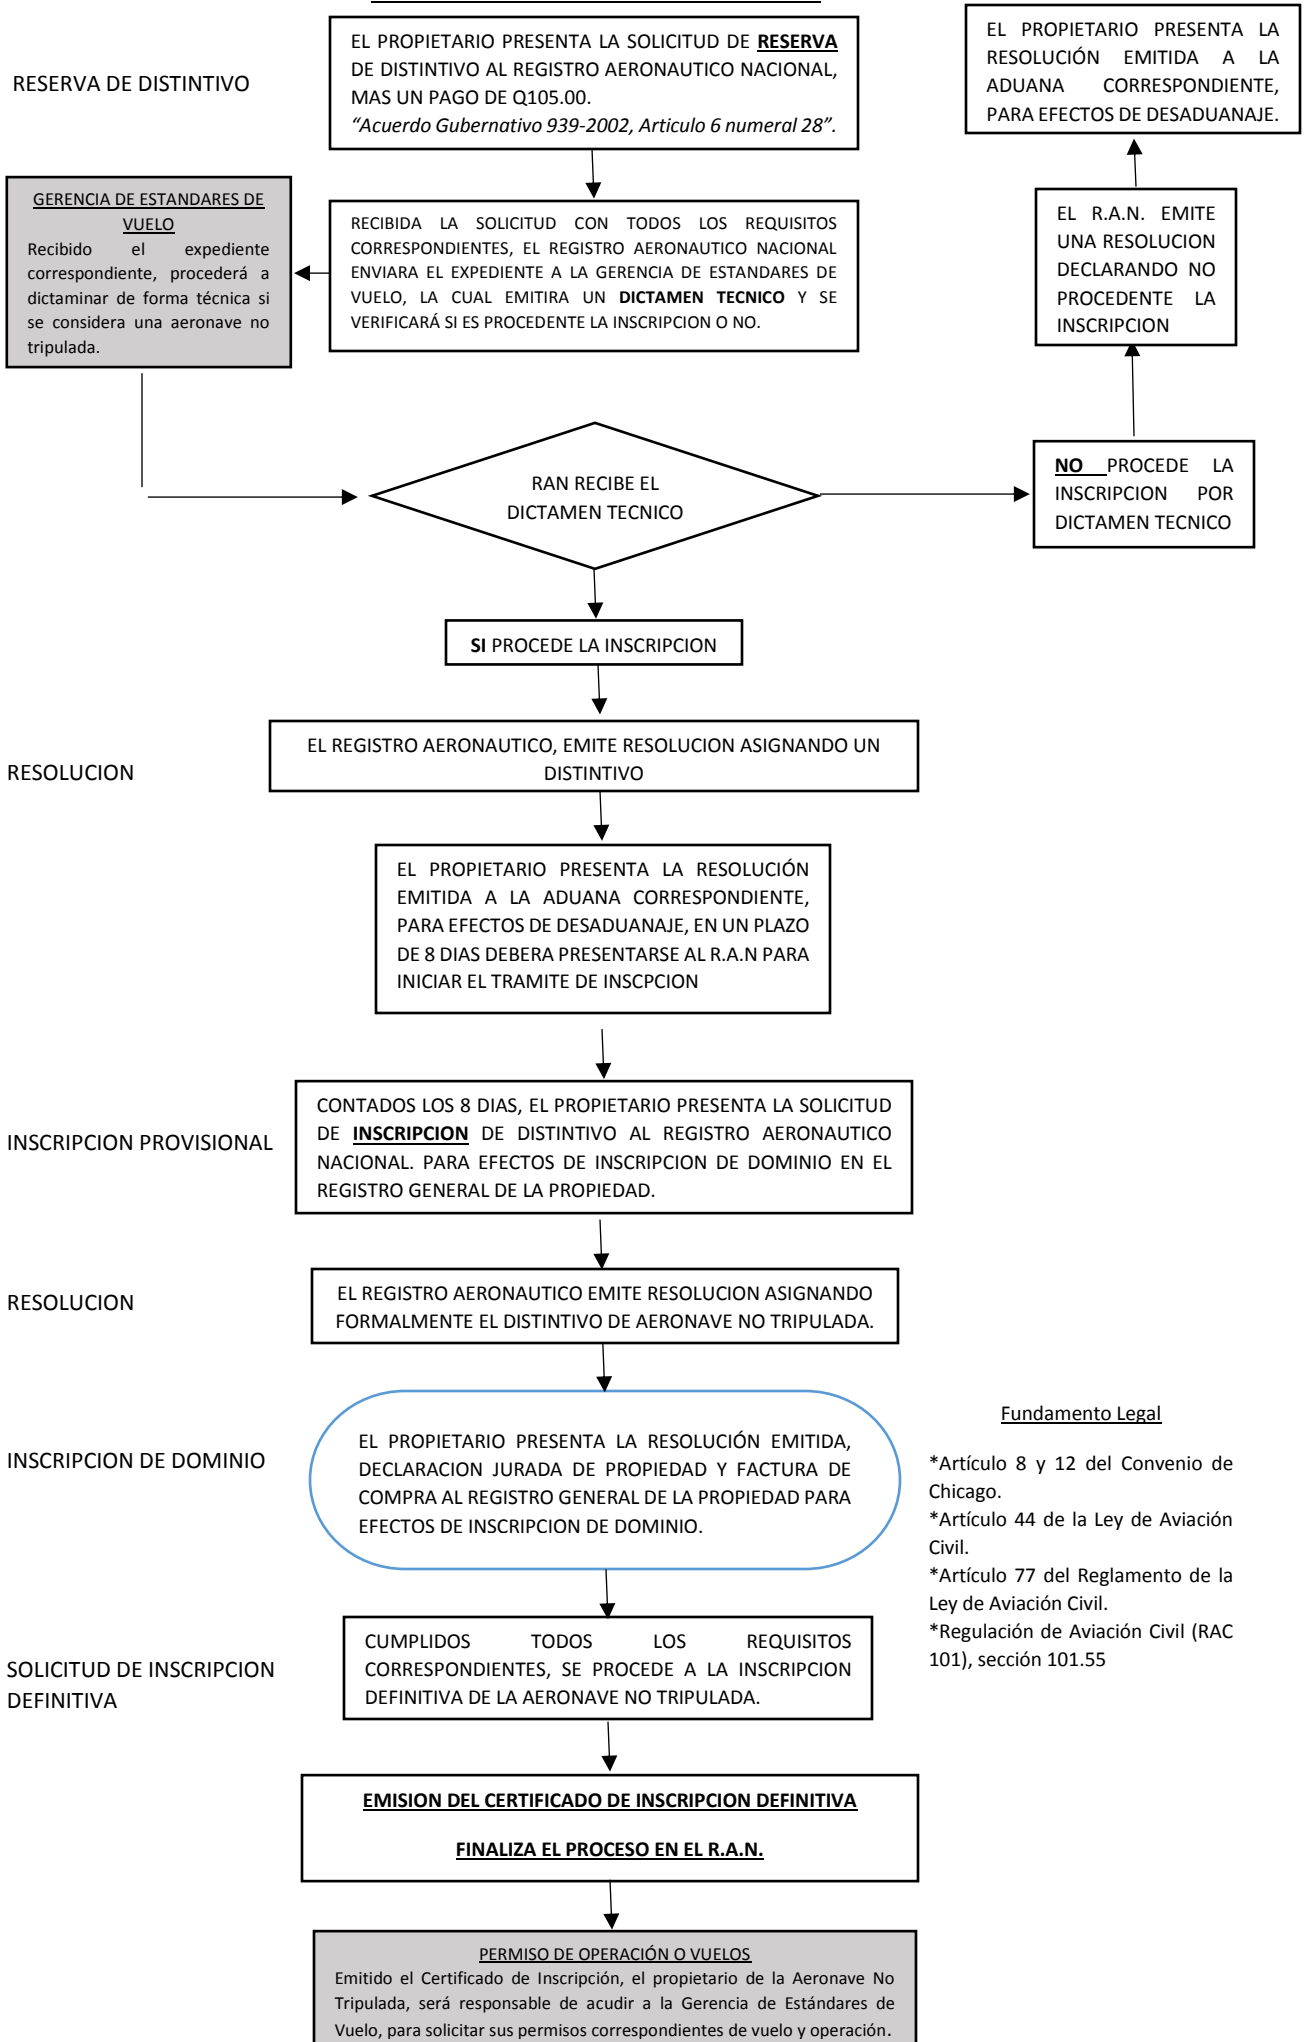 RESERVA DE DISTINTIVO
EL PROPIETARIO PRESENTA LA SOLICITUD DE RESERVA
DE DISTINTIVO AL REGISTRO AERONAUTICO NACIONAL,
MAS UN PAGO DE Q105.00.
“Acuerdo Gubernativo 939-2002, Articulo 6 numeral 28”.
EL PROPIETARIO PRESENTA LA
RESOLUCIÓN EMITIDA A LA
ADUANA CORRESPONDIENTE,
PARA EFECTOS DE DESADUANAJE.
GERENCIA DE ESTANDARES DE
VUELO
Recibido el expediente
correspondiente, procederá a
dictaminar de forma técnica si
se considera una aeronave no
tripulada.
RECIBIDA LA SOLICITUD CON TODOS LOS REQUISITOS
CORRESPONDIENTES, EL REGISTRO AERONAUTICO NACIONAL
ENVIARA EL EXPEDIENTE A LA GERENCIA DE ESTANDARES DE
VUELO, LA CUAL EMITIRA UN DICTAMEN TECNICO Y SE
VERIFICARÁ SI ES PROCEDENTE LA INSCRIPCION O NO.
EL R.A.N. EMITE
UNA RESOLUCION
DECLARANDO NO
PROCEDENTE LA
INSCRIPCION
RAN RECIBE EL
DICTAMEN TECNICO
NO PROCEDE LA
INSCRIPCION POR
DICTAMEN TECNICO
SI PROCEDE LA INSCRIPCION
RESOLUCION
EL REGISTRO AERONAUTICO, EMITE RESOLUCION ASIGNANDO UN
DISTINTIVO
EL PROPIETARIO PRESENTA LA RESOLUCIÓN
EMITIDA A LA ADUANA CORRESPONDIENTE,
PARA EFECTOS DE DESADUANAJE, EN UN PLAZO
DE 8 DIAS DEBERA PRESENTARSE AL R.A.N PARA
INICIAR EL TRAMITE DE INSCPCION
INSCRIPCION PROVISIONAL
CONTADOS LOS 8 DIAS, EL PROPIETARIO PRESENTA LA SOLICITUD
DE INSCRIPCION DE DISTINTIVO AL REGISTRO AERONAUTICO
NACIONAL. PARA EFECTOS DE INSCRIPCION DE DOMINIO EN EL
REGISTRO GENERAL DE LA PROPIEDAD.
RESOLUCION
EL REGISTRO AERONAUTICO EMITE RESOLUCION ASIGNANDO
FORMALMENTE EL DISTINTIVO DE AERONAVE NO TRIPULADA.
INSCRIPCION DE DOMINIO
EL PROPIETARIO PRESENTA LA RESOLUCIÓN EMITIDA,
DECLARACION JURADA DE PROPIEDAD Y FACTURA DE
COMPRA AL REGISTRO GENERAL DE LA PROPIEDAD PARA
EFECTOS DE INSCRIPCION DE DOMINIO.
Fundamento Legal
*Artículo 8 y 12 del Convenio de
Chicago.
*Artículo 44 de la Ley de Aviación
Civil.
*Artículo 77 del Reglamento de la
Ley de Aviación Civil.
*Regulación de Aviación Civil (RAC
101), sección 101.55
SOLICITUD DE INSCRIPCION
DEFINITIVA
CUMPLIDOS TODOS LOS REQUISITOS
CORRESPONDIENTES, SE PROCEDE A LA INSCRIPCION
DEFINITIVA DE LA AERONAVE NO TRIPULADA.
EMISION DEL CERTIFICADO DE INSCRIPCION DEFINITIVA
FINALIZA EL PROCESO EN EL R.A.N.
PERMISO DE OPERACIÓN O VUELOS
Emitido el Certificado de Inscripción, el propietario de la Aeronave No
Tripulada, será responsable de acudir a la Gerencia de Estándares de
Vuelo, para solicitar sus permisos correspondientes de vuelo y operación.